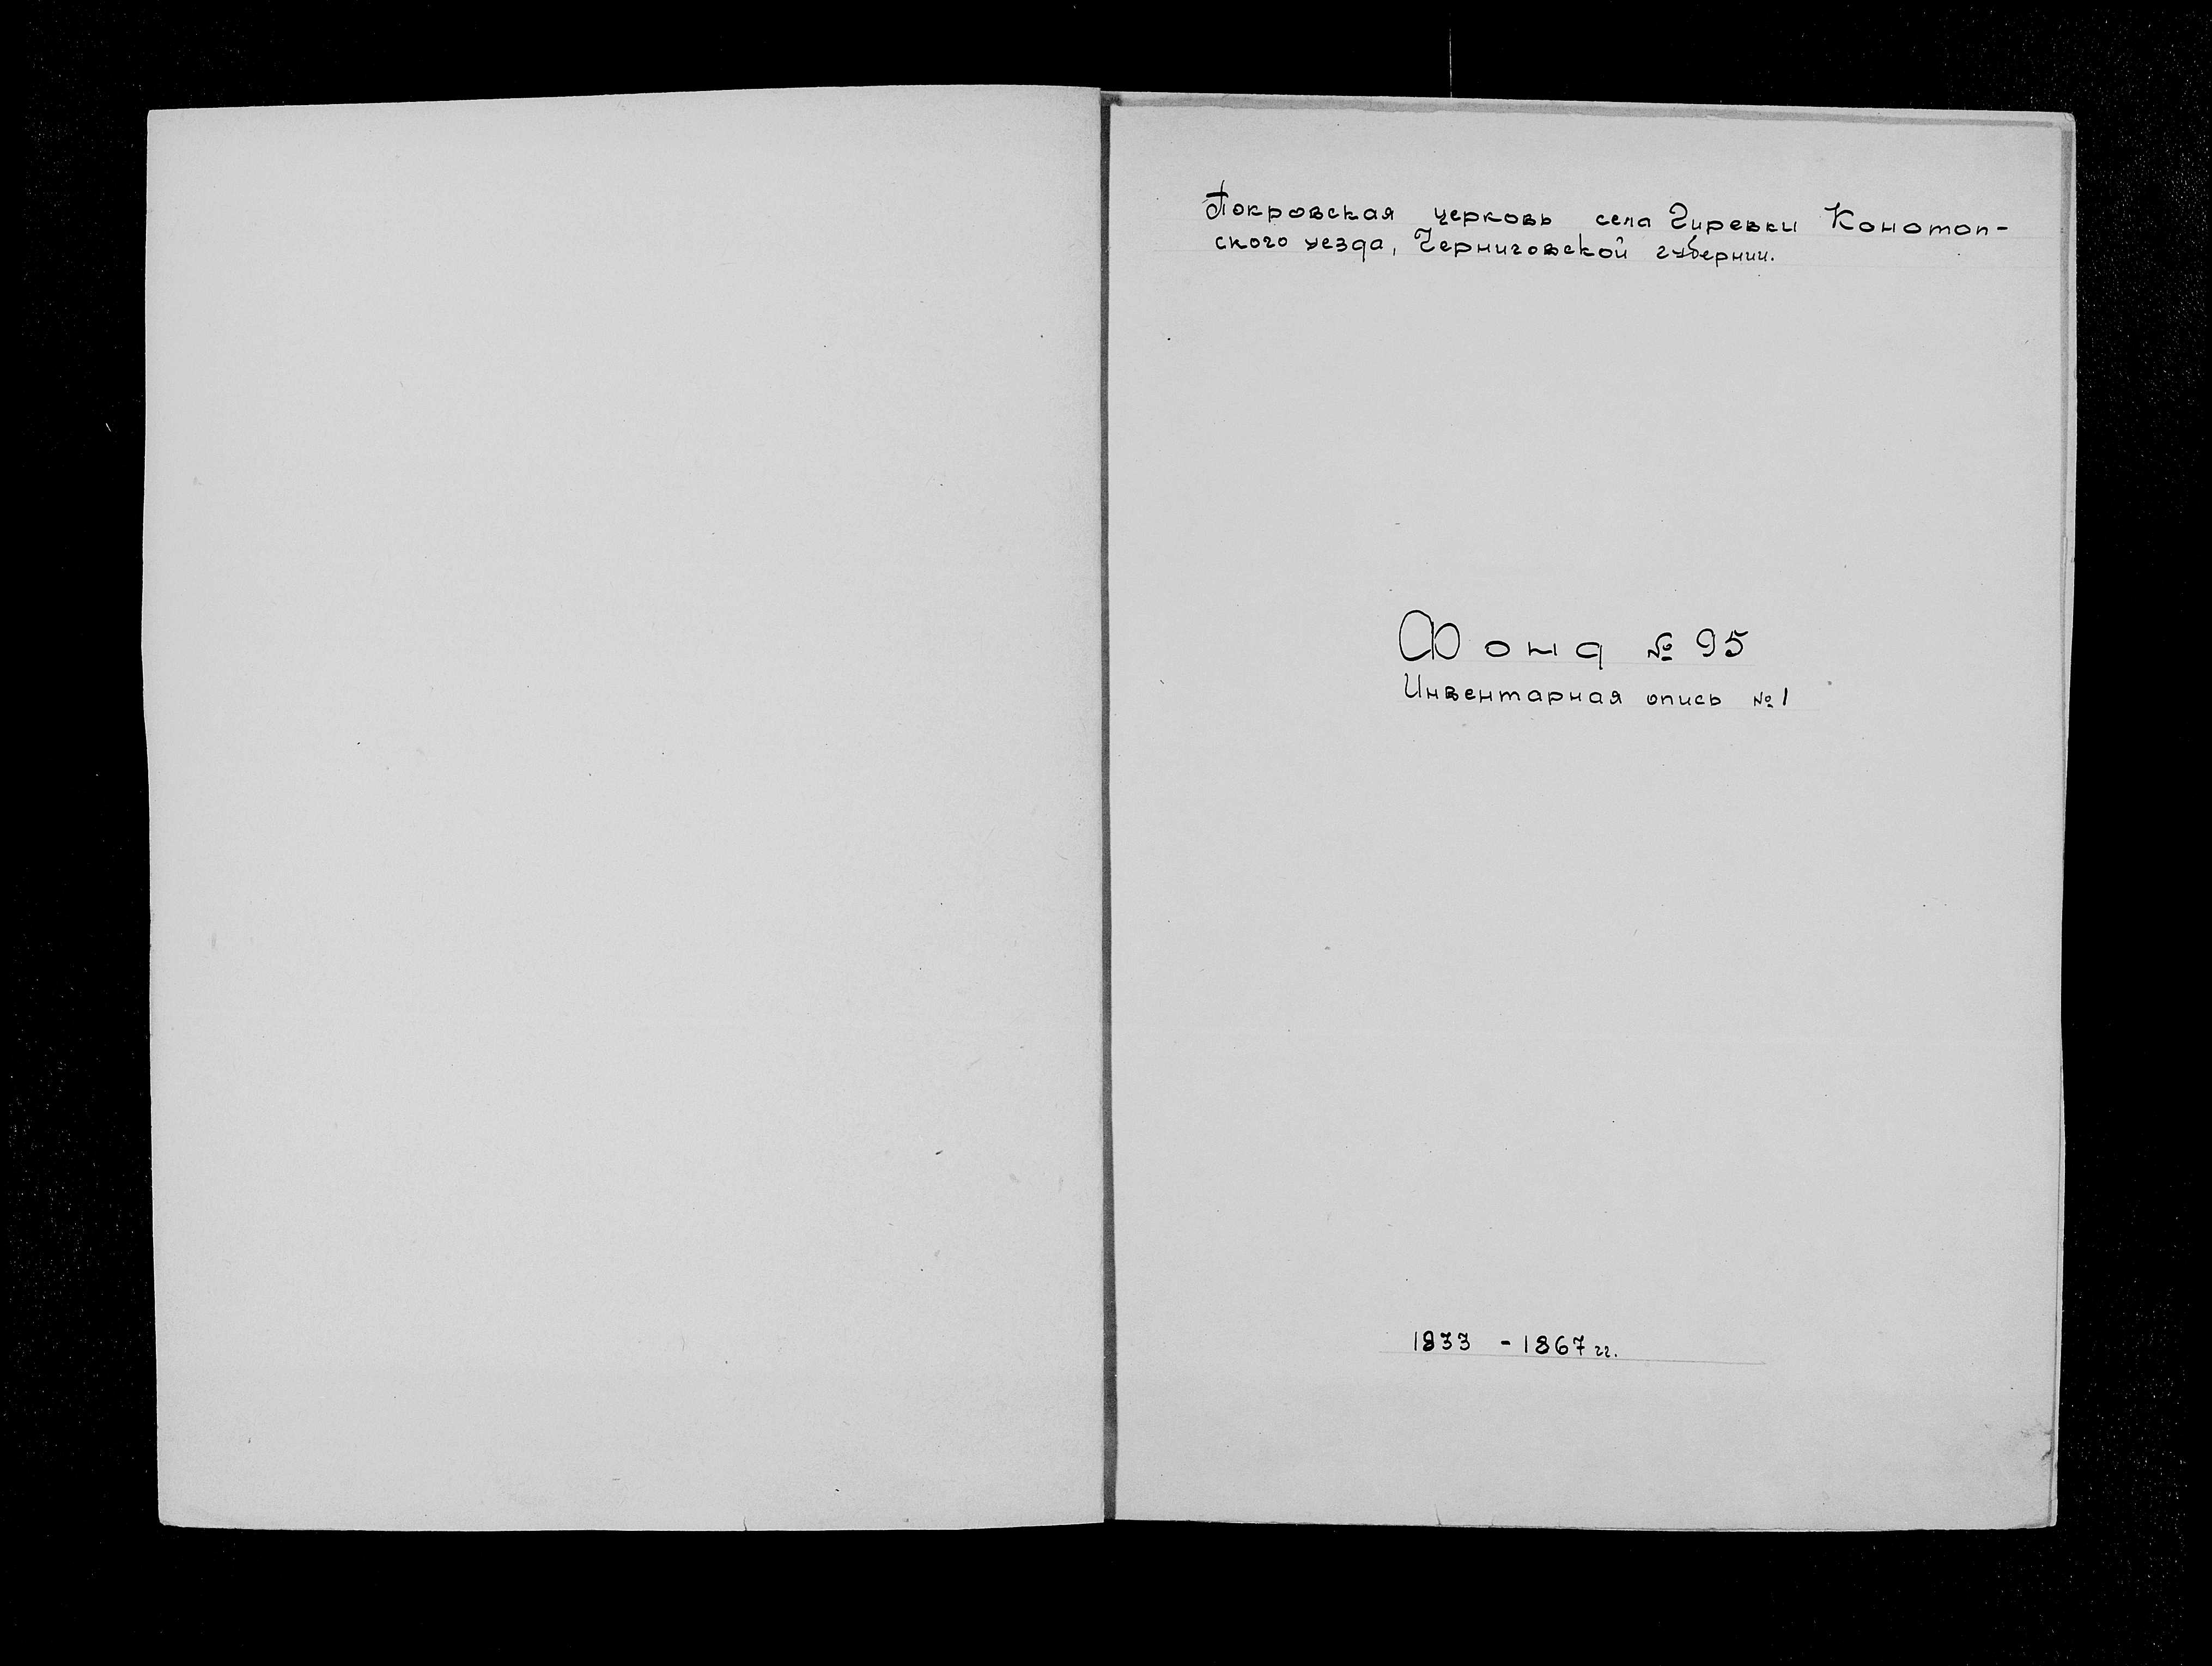 Покровская церковь села Гиревки Конотоп-
ского уезда, Черниговской губернии.
Фонд № 95
Инвентарная опись № 1
1833 - 1867 гг.